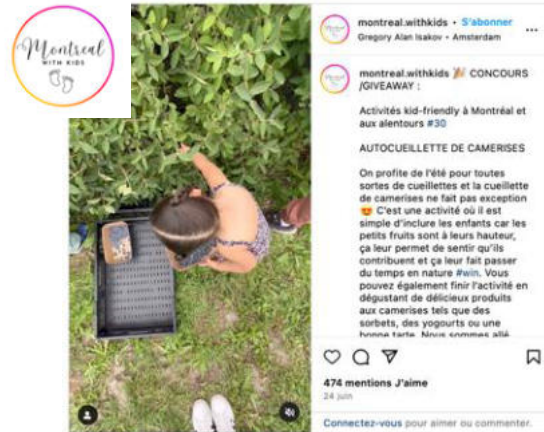 Montreal
WITH KIDS
montreal.withkids • S'abonner
Gregory Alan Isakov • Amsterdam
montreal.withkids 🥢 CONCOURS
/GIVEAWAY :
Activités kid-friendly à Montréal et
aux alentours #30
AUTOCUEILLETTE DE CAMERISES
On profite de l'été pour toutes
sortes de cueillettes et la cueillette
de camerises ne fait pas exception
😍 C'est une activité où il est
simple d'inclure les enfants car les
petits fruits sont à leurs hauteur,
ça leur permet de sentir qu'ils
contribuent et ça leur fait passer
du temps en nature #win. Vous
pouvez également finir l'activité en
dégustant de délicieux produits
aux camerises tels que des
sorbets, des yogourts ou une
bonne tarte. Nous sommes allé
474 mentions J'aime
24 juin
Connectez-vous pour aimer ou commenter.